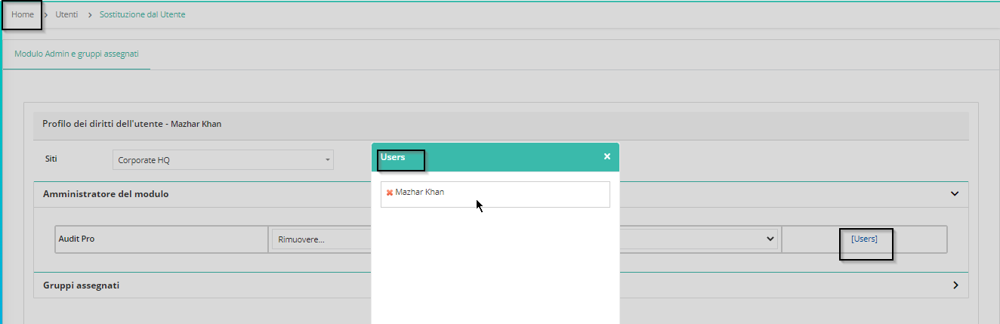 Home > Utenti > Sostituzione dal Utente
Modulo Admin e gruppi assegnati
Profilo dei diritti dell'utente - Mazhar Khan
Siti Corporate HQ
Users
Mazhar Khan
Amministratore del modulo
Audit Pro Rimuovere... [Users]
Gruppi assegnati